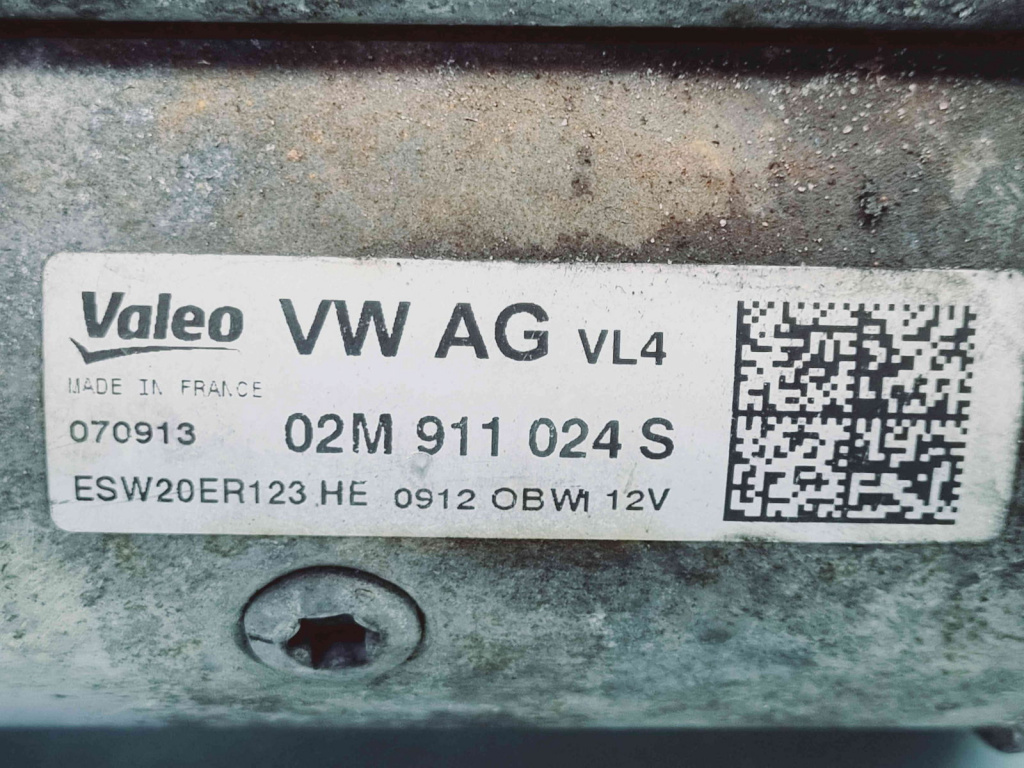 Valeo VW AG VL4
MADE IN FRANCE
070913 02M 911 024 S
ESW20ER123 HE 0912 OBWI 12V